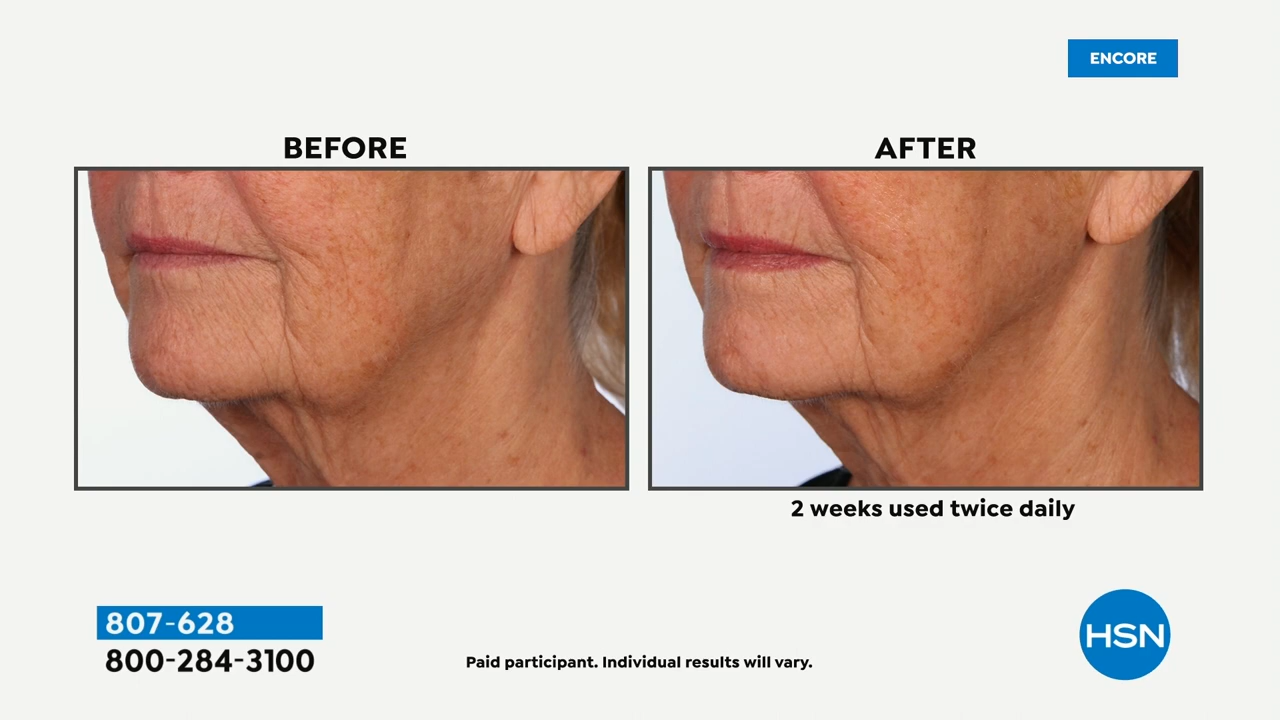 ENCORE
BEFORE
AFTER
2 weeks used twice daily
807-628
800-284-3100
Paid participant. Individual results will vary.
HSN